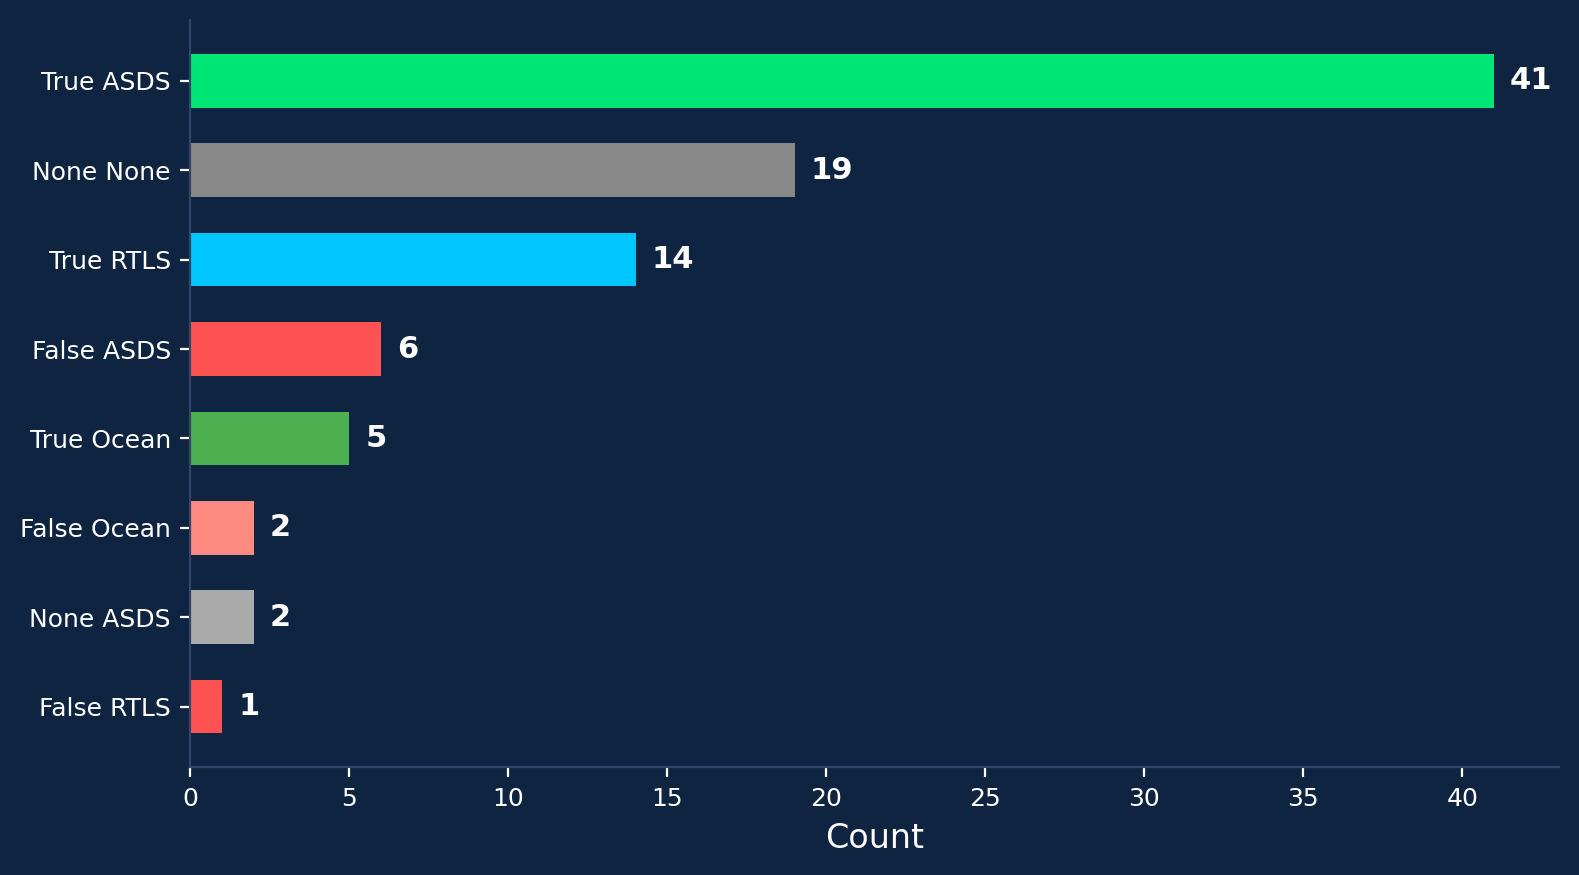 True ASDS 41
None None 19
True RTLS 14
False ASDS 6
True Ocean 5
False Ocean 2
None ASDS 2
False RTLS 1
0 5 10 15 20 25 30 35 40
Count